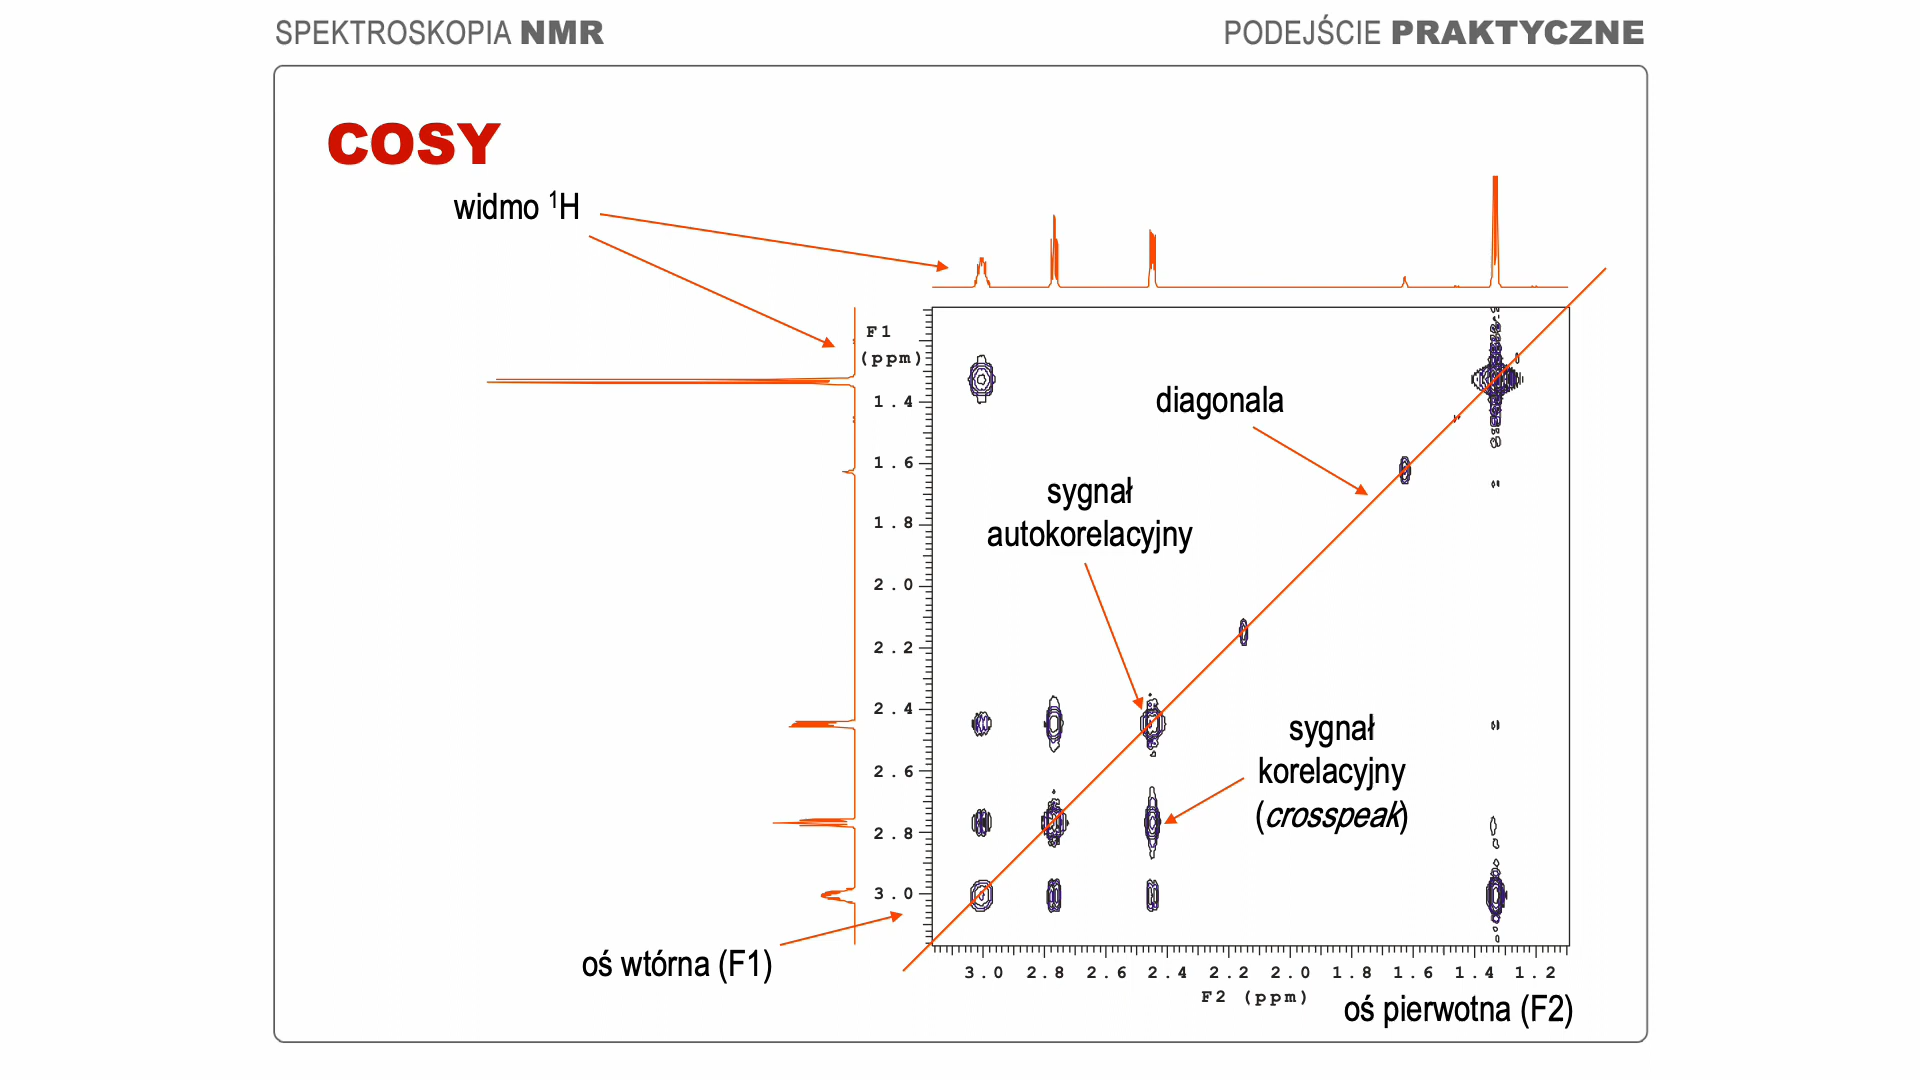 SPEKTROSKOPIA NMR
PODEJŚCIE PRAKTYCZNE
COSY
widmo ¹H
F1
(ppm)
1.4
1.6
1.8
2.0
2.2
2.4
2.6
2.8
3.0
diagonala
sygnał
autokorelacyjny
sygnał
korelacyjny
(crosspeak)
oś wtórna (F1)
3.0 2.8 2.6 2.4 2.2 2.0 1.8 1.6 1.4 1.2
F2 (ppm)
oś pierwotna (F2)